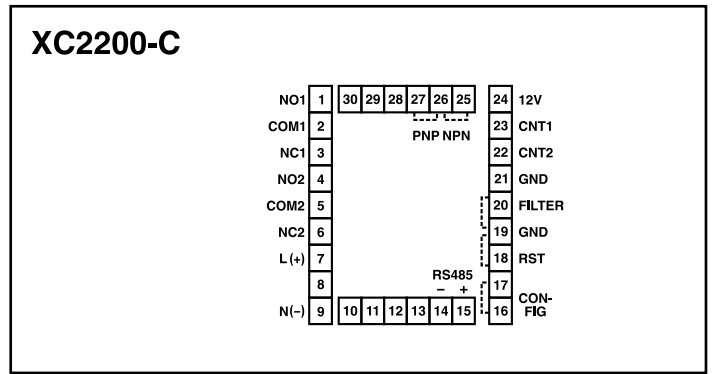 XC2200-C
NO1 1 30 29 28 27 26 25 24 12V
COM1 2 23 CNT1
PNP NPN
NC1 3 22 CNT2
NO2 4 21 GND
COM2 5 20 FILTER
NC2 6 19 GND
L(+) 7 18 RST
RS485
8 17
− +
CON-
N(−) 9 10 11 12 13 14 15 16 FIG